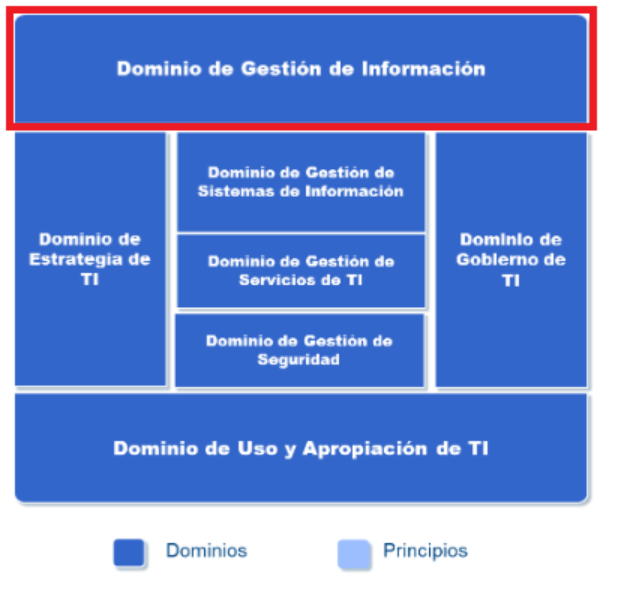 Dominio de Gestión de Información
Dominio de
Estrategia de
TI
Dominio de Gestión de
Sistemas de Información
Dominio de Gestión de
Servicios de TI
Dominio de Gestión de
Seguridad
Dominio de
Gobierno de
TI
Dominio de Uso y Apropiación de TI
Dominios
Principios